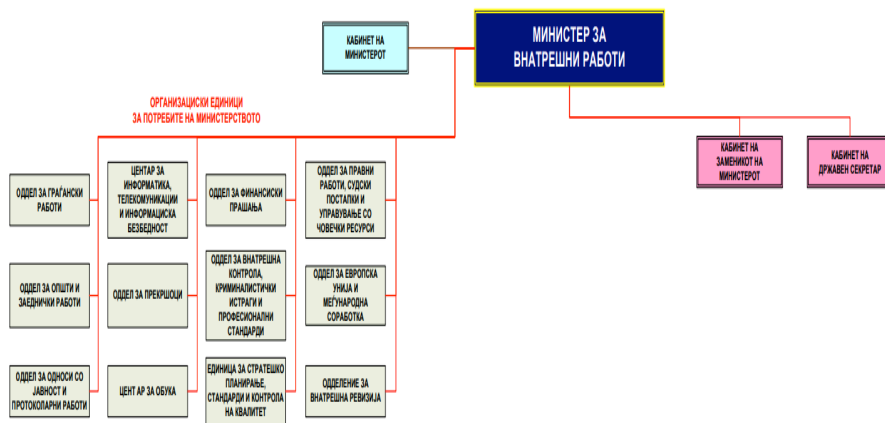 МИНИСТЕР ЗА
ВНАТРЕШНИ РАБОТИ
КАБИНЕТ НА
МИНИСТЕРОТ
ОРГАНИЗАЦИСКИ ЕДИНИЦИ
ЗА ПОТРЕБИТЕ НА МИНИСТЕРСТВОТО
КАБИНЕТ НА
ЗАМЕНИКОТ НА
МИНИСТЕРОТ
КАБИНЕТ НА
ДРЖАВЕН СЕКРЕТАР
ОДДЕЛ ЗА ГРАЃАНСКИ
РАБОТИ
ЦЕНТАР ЗА
ИНФОРМАТИКА,
ТЕЛЕКОМУНИКАЦИИ
И ИНФОРМАЦИСКА
БЕЗБЕДНОСТ
ОДДЕЛ ЗА ФИНАНСИСКИ
ПРАШАЊА
ОДДЕЛ ЗА ПРАВНИ
РАБОТИ, СУДСКИ
ПОСТАПКИ И
УПРАВУВАЊЕ СО
ЧОВЕЧКИ РЕСУРСИ
ОДДЕЛ ЗА ОПШТИ И
ЗАЕДНИЧКИ РАБОТИ
ОДДЕЛ ЗА ПРЕКРШОЦИ
ОДДЕЛ ЗА ВНАТРЕШНА
КОНТРОЛА,
КРИМИНАЛИСТИЧКИ
ИСТРАГИ И
ПРОФЕСИОНАЛНИ
СТАНДАРДИ
ОДДЕЛ ЗА ЕВРОПСКА
УНИЈА И
МЕЃУНАРОДНА
СОРАБОТКА
ОДДЕЛ ЗА ОДНОСИ СО
ЈАВНОСТ И
ПРОТОКОЛАРНИ РАБОТИ
ЦЕНТ АР ЗА ОБУКА
ЕДИНИЦА ЗА СТРАТЕШКО
ПЛАНИРАЊЕ,
СТАНДАРДИ И КОНТРОЛА
НА КВАЛИТЕТ
ОДДЕЛЕНИЕ ЗА
ВНАТРЕШНА РЕВИЗИЈА